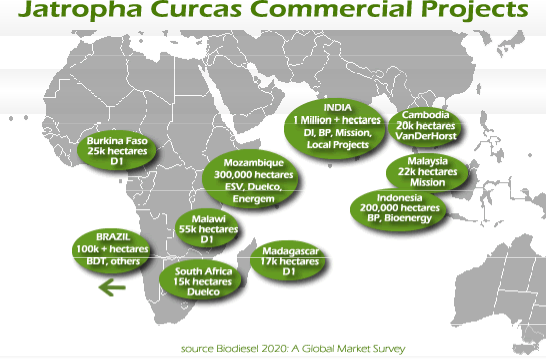 Jatropha Curcas Commercial Projects
INDIA
1 Million + hectares
DI, BP, Mission,
Local Projects
Cambodia
20k hectares
VanDerHorst
Burkina Faso
25k hectares
D1
Mozambique
300,000 hectares
ESV, Duelco,
Energem
Malaysia
22k hectares
Mission
Indonesia
200,000 hectares
BP, Bioenergy
Malawi
55k hectares
D1
BRAZIL
100k + hectares
BDT, others
Madagascar
17k hectares
D1
South Africa
15k hectares
Duelco
source Biodiesel 2020: A Global Market Survey